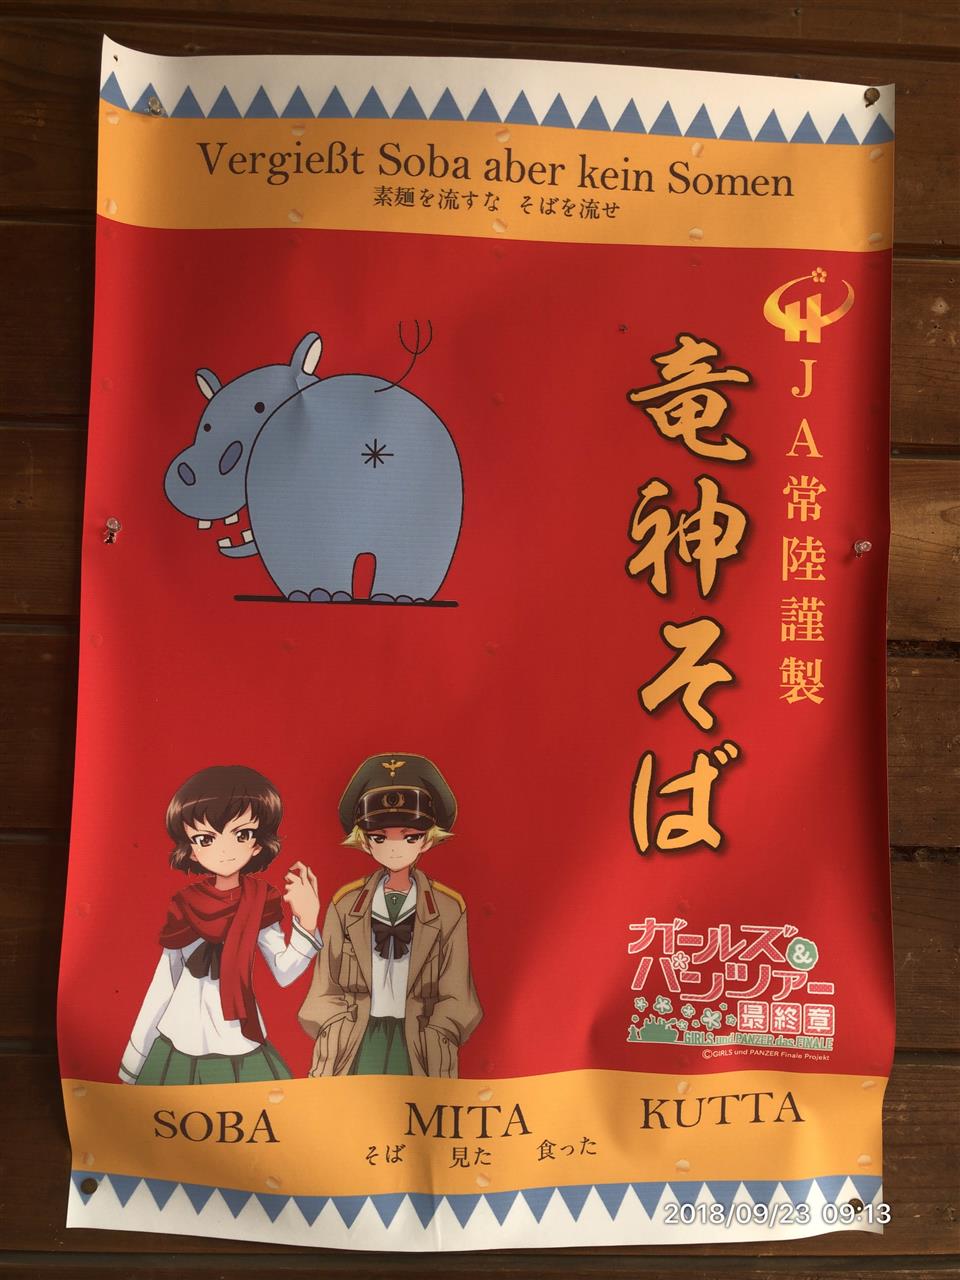 Vergießt Soba aber kein Somen
素麺を流すな そばを流せ
JA常陸謹製
竜神そば
ガールズ&パンツァー
最終章
GIRLS und PANZER das FINALE
©GIRLS und PANZER Finale Projekt
SOBA MITA KUTTA
そば 見た 食った
2018/09/23 09:13